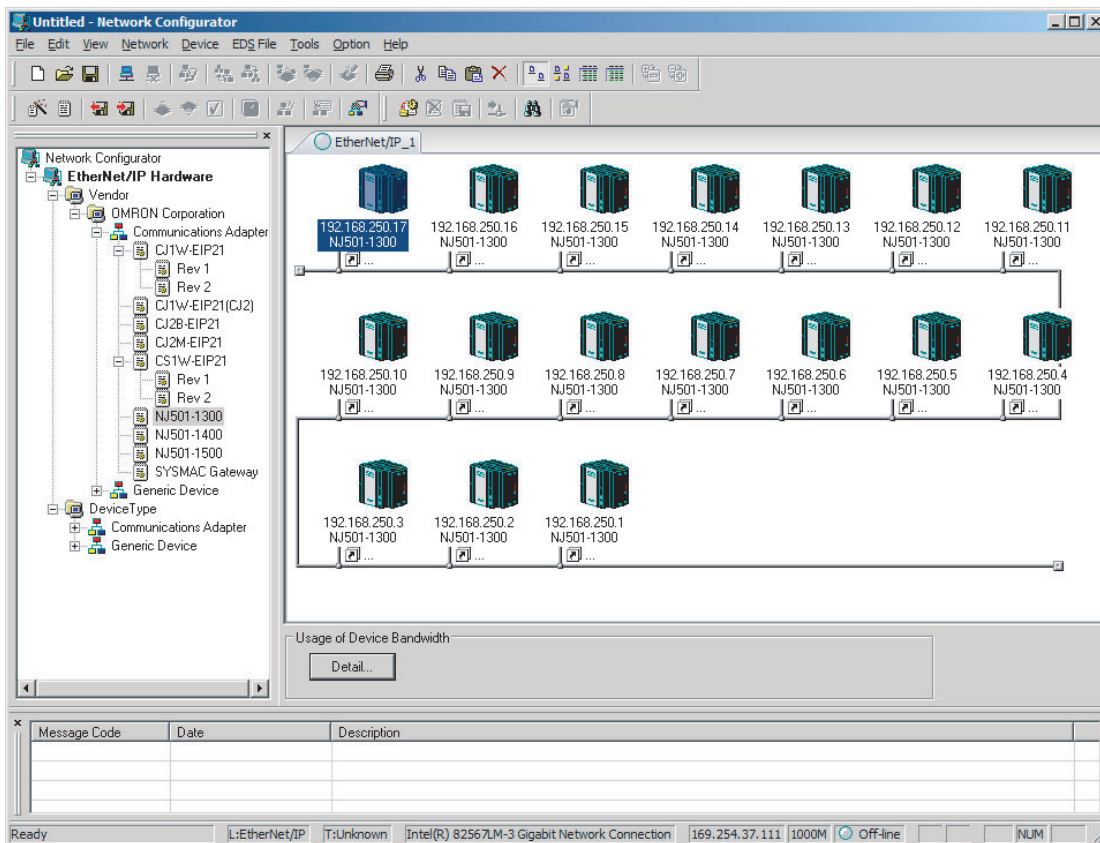 Untitled - Network Configurator
File Edit View Network Device EDS File Tools Option Help
Network Configurator
EtherNet/IP Hardware
Vendor
OMRON Corporation
Communications Adapter
CJ1W-EIP21
Rev 1
Rev 2
CJ1W-EIP21(CJ2)
CJ2B-EIP21
CJ2M-EIP21
CS1W-EIP21
Rev 1
Rev 2
NJ501-1300
NJ501-1400
NJ501-1500
SYSMAC Gateway
Generic Device
DeviceType
Communications Adapter
Generic Device
EtherNet/IP_1
192.168.250.17 192.168.250.16 192.168.250.15 192.168.250.14 192.168.250.13 192.168.250.12 192.168.250.11
NJ501-1300 NJ501-1300 NJ501-1300 NJ501-1300 NJ501-1300 NJ501-1300 NJ501-1300
... ... ... ... ... ... ...
192.168.250.10 192.168.250.9 192.168.250.8 192.168.250.7 192.168.250.6 192.168.250.5 192.168.250.4
NJ501-1300 NJ501-1300 NJ501-1300 NJ501-1300 NJ501-1300 NJ501-1300 NJ501-1300
... ... ... ... ... ... ...
192.168.250.3 192.168.250.2 192.168.250.1
NJ501-1300 NJ501-1300 NJ501-1300
... ... ...
Usage of Device Bandwidth
Detail...
Message Code Date Description
Ready L:EtherNet/IP T:Unknown Intel(R) 82567LM-3 Gigabit Network Connection 169.254.37.111 1000M Off-line NUM